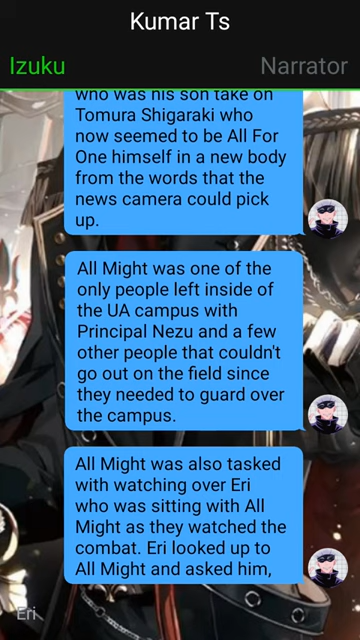 Kumar Ts
Izuku
Narrator
who was his son take on
Tomura Shigaraki who
now seemed to be All For
One himself in a new body
from the words that the
news camera could pick
up.
All Might was one of the
only people left inside of
the UA campus with
Principal Nezu and a few
other people that couldn't
go out on the field since
they needed to guard over
the campus.
All Might was also tasked
with watching over Eri
who was sitting with All
Might as they watched the
combat. Eri looked up to
All Might and asked him,
Eri